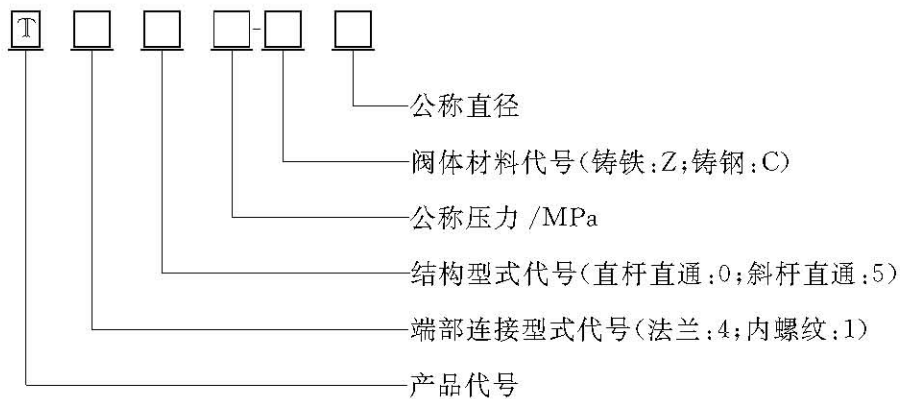 T -
公称直径
阀体材料代号(铸铁:Z;铸钢:C)
公称压力/MPa
结构型式代号(直杆直通:0;斜杆直通:5)
端部连接型式代号(法兰:4;内螺纹:1)
产品代号